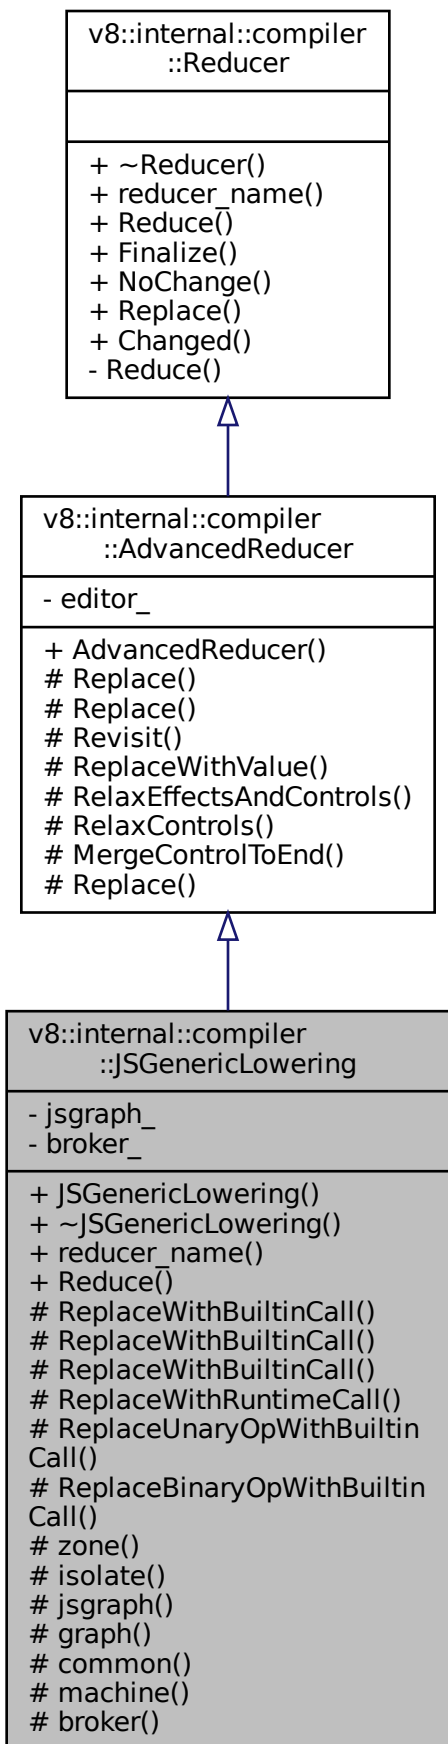 v8::internal::compiler
::Reducer
+ ~Reducer()
+ reducer_name()
+ Reduce()
+ Finalize()
+ NoChange()
+ Replace()
+ Changed()
- Reduce()
v8::internal::compiler
::AdvancedReducer
- editor_
+ AdvancedReducer()
# Replace()
# Replace()
# Revisit()
# ReplaceWithValue()
# RelaxEffectsAndControls()
# RelaxControls()
# MergeControlToEnd()
# Replace()
v8::internal::compiler
::JSGenericLowering
- jsgraph_
- broker_
+ JSGenericLowering()
+ ~JSGenericLowering()
+ reducer_name()
+ Reduce()
# ReplaceWithBuiltinCall()
# ReplaceWithBuiltinCall()
# ReplaceWithBuiltinCall()
# ReplaceWithRuntimeCall()
# ReplaceUnaryOpWithBuiltin
Call()
# ReplaceBinaryOpWithBuiltin
Call()
# zone()
# isolate()
# jsgraph()
# graph()
# common()
# machine()
# broker()